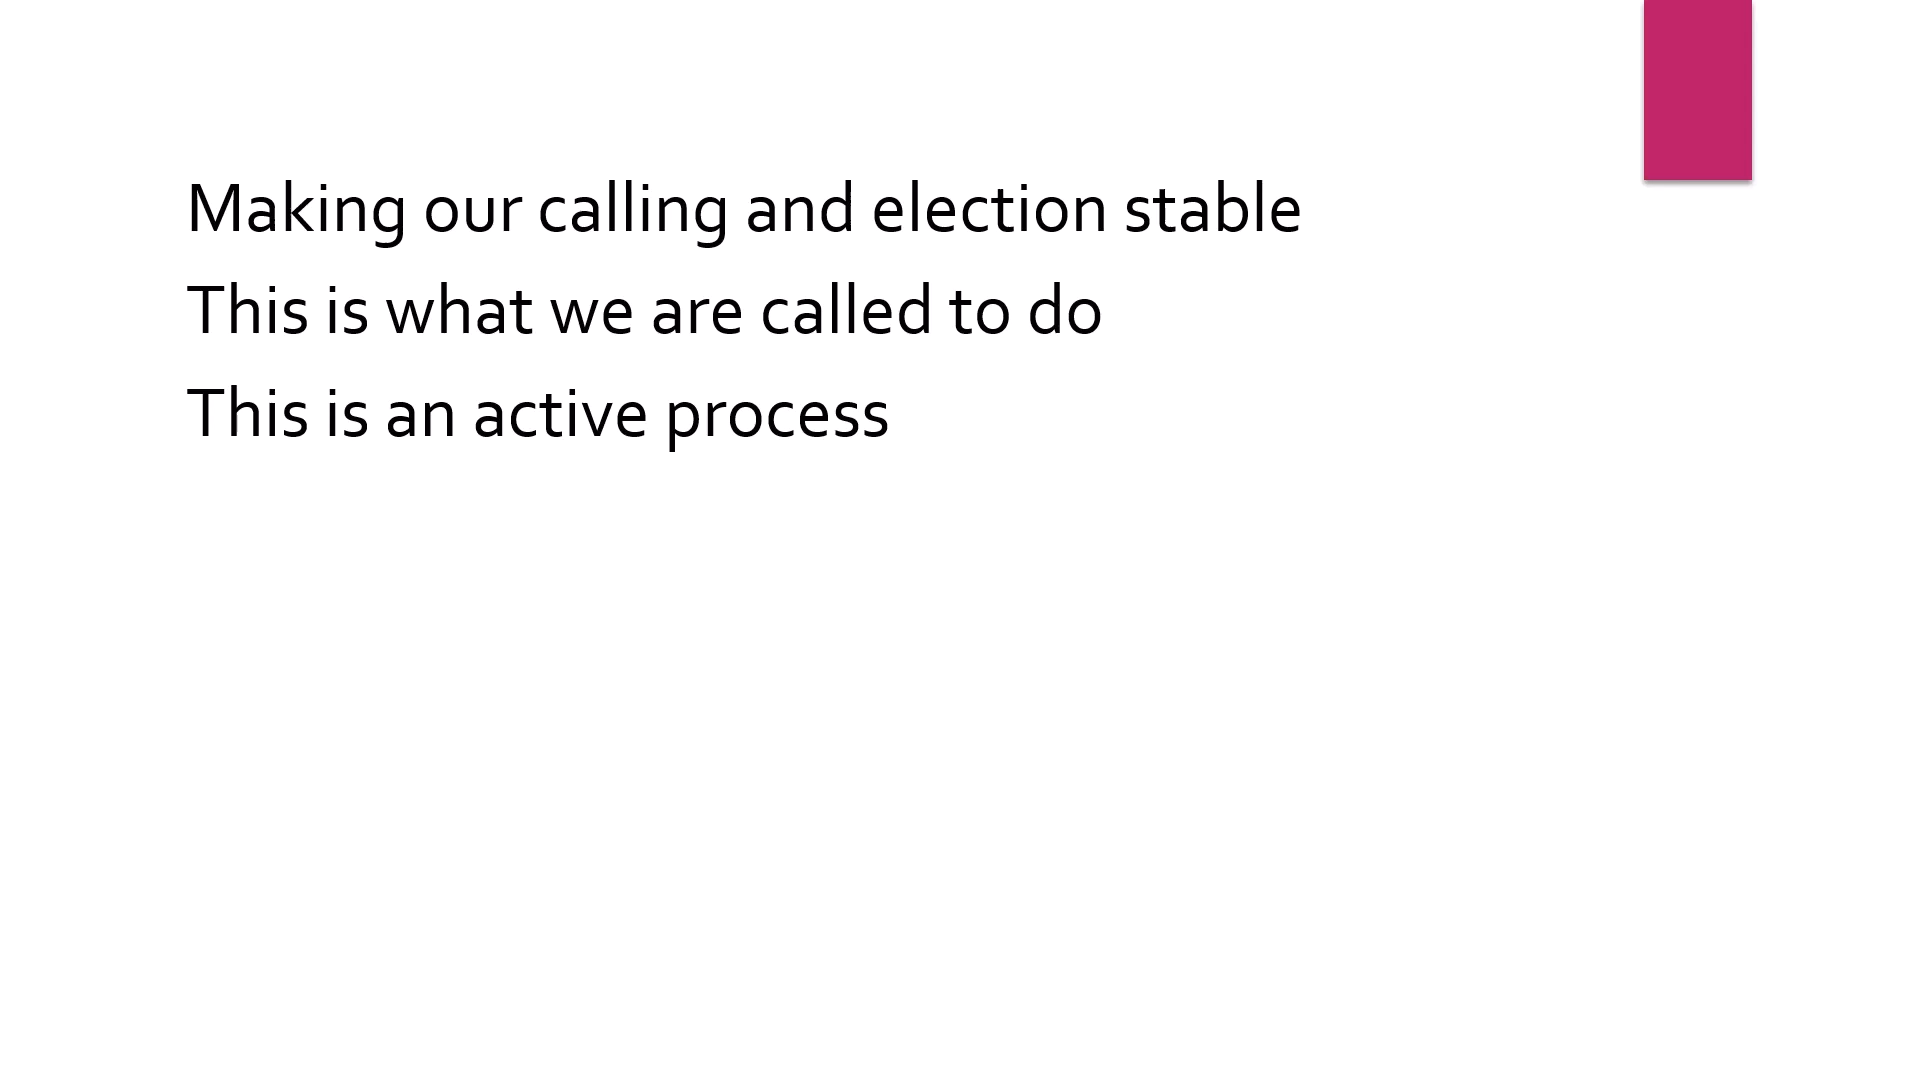 Making our calling and election stable
This is what we are called to do
This is an active process